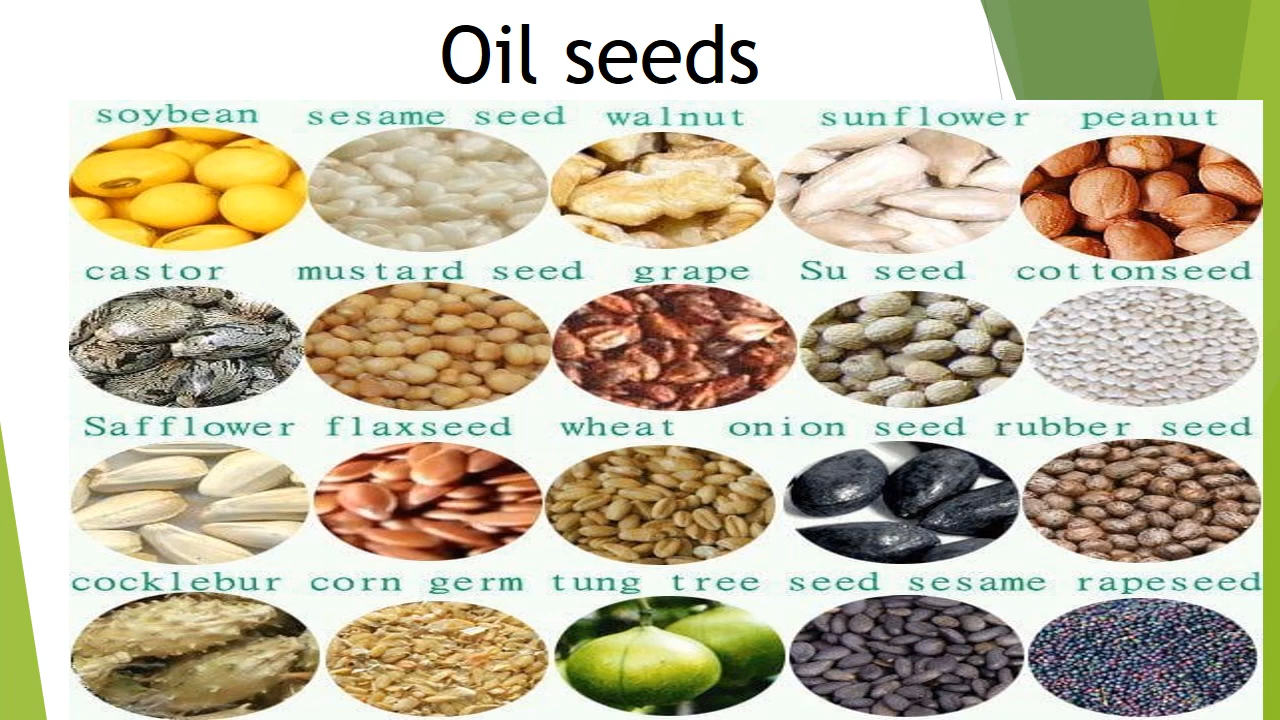 Oil seeds
soybean sesame seed walnut sunflower peanut
castor mustard seed grape Su seed cottonseed
Safflower flaxseed wheat onion seed rubber seed
cocklebur corn germ tung tree seed sesame rapeseed